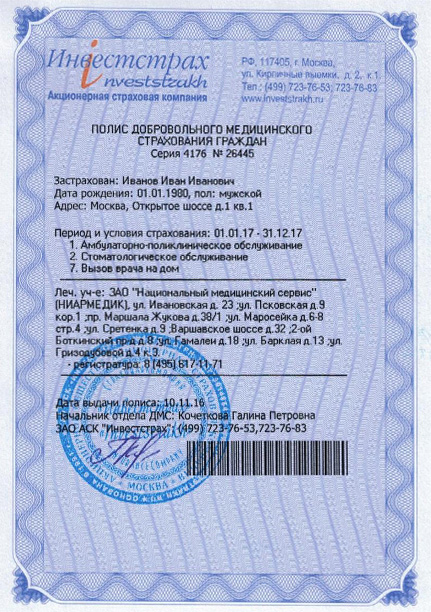 Инвестстрах
nveststrakh
Акционерная страховая компания
РФ, 117405, г. Москва,
ул. Кирпичные выемки, д. 2, к.1
Тел.: (499) 723-76-53, 723-76-83
www.investstrakh.ru
ПОЛИС ДОБРОВОЛЬНОГО МЕДИЦИНСКОГО
СТРАХОВАНИЯ ГРАЖДАН
Серия 4176 № 26445
Застрахован: Иванов Иван Иванович
Дата рождения: 01.01.1980, пол: мужской
Адрес: Москва, Открытое шоссе д.1 кв.1
Период и условия страхования: 01.01.17 - 31.12.17
1. Амбулаторно-поликлиническое обслуживание
2. Стоматологическое обслуживание
7. Вызов врача на дом
Леч. уч-е: ЗАО "Национальный медицинский сервис"
(НИАРМЕДИК), ул. Ивановская д. 23 ;ул. Псковская д.9
кор.1 ;пр. Маршала Жукова д.38/1 ;ул. Маросейка д.6-8
стр.4 ;ул. Сретенка д.9 ;Варшавское шоссе д.32 ;2-ой
Боткинский пр-д д.8 ;ул. Гамалеи д.18 ;ул. Барклая д.13 ;ул.
Гризодубовой д.4 к.3.
- регистратура: 8 (495) 617-11-71
Дата выдачи полиса: 10.11.16
Начальник отдела ДМС: Кочеткова Галина Петровна
ЗАО АСК "Инвостстрах": (499) 723-76-53,723-76-83
МОСКВА